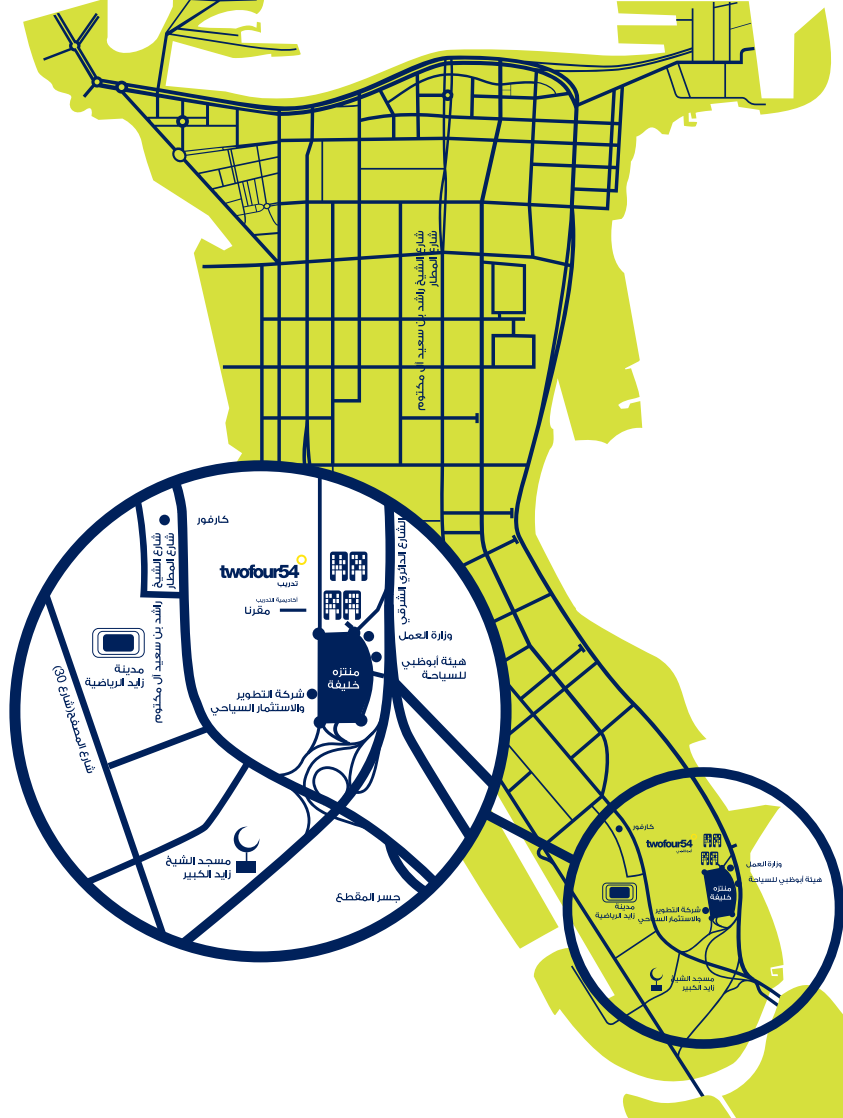 شارع الشيخ راشد بن سعيد آل مكتوم
شارع المطار
كارفور
شارع الشيخ
شارع المطار
راشد بن سعيد آل مكتوم
الشارع الدائري الشرقي
twofour54
تدريب
أكاديمية التدريب
مقرنا
وزارة العمل
هيئة أبوظبي
للسياحة
منتزه
خليفة
مدينة
زايد الرياضية
شركة التطوير
والاستثمار السياحي
شارع المصفح(شارع 30)
مسجد الشيخ
زايد الكبير
جسر المقطع
كارفور
twofour54
وزارة العمل
هيئة أبوظبي للسياحة
منتزه
خليفة
مدينة
زايد الرياضية
شركة التطوير
والاستثمار السياحي
مسجد الشيخ
زايد الكبير